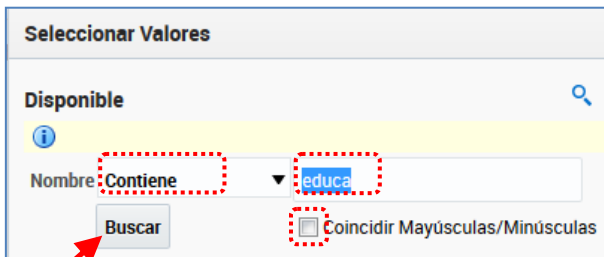 Seleccionar Valores
Disponible
Nombre Contiene educa
Buscar Coincidir Mayúsculas/Minúsculas